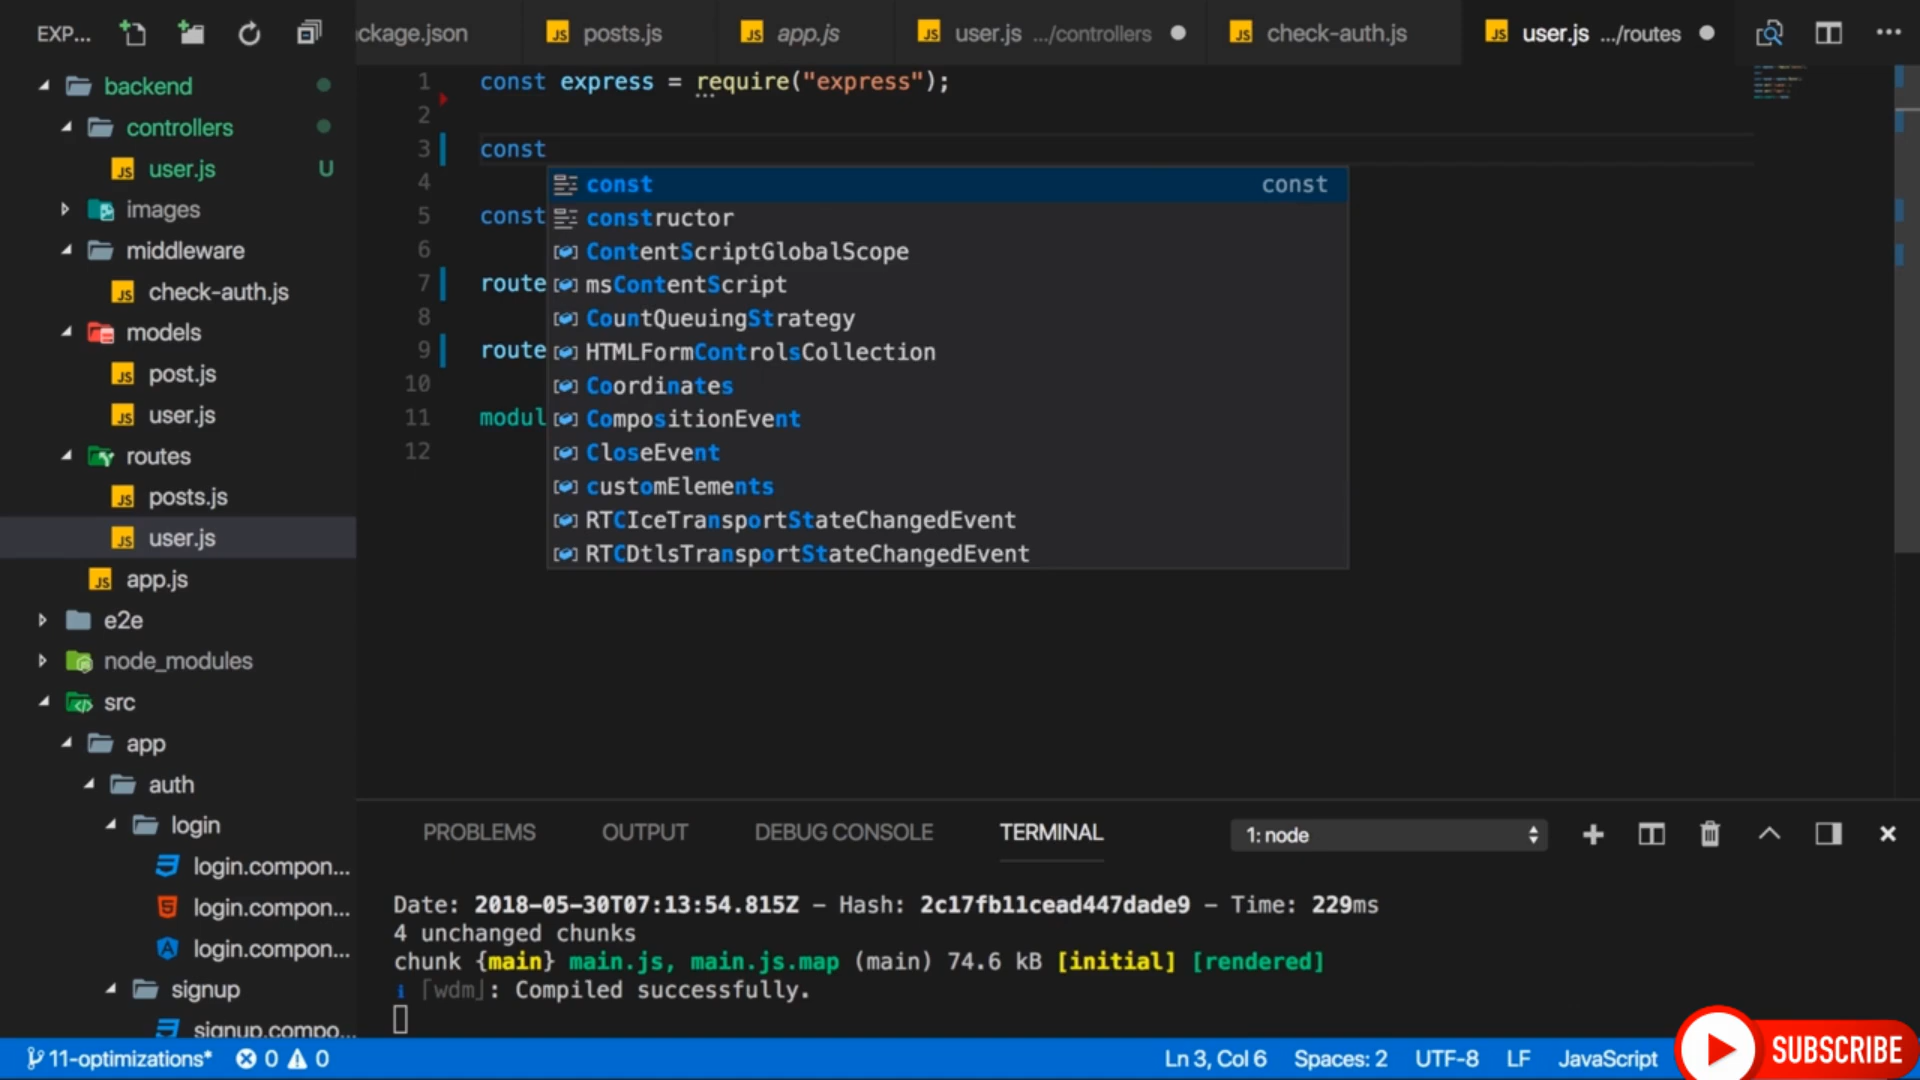 EXP...
ckage.json
posts.js
app.js
user.js .../controllers
check-auth.js
user.js .../routes
backend
controllers
user.js U
images
middleware
check-auth.js
models
post.js
user.js
routes
posts.js
user.js
app.js
e2e
node_modules
src
app
auth
login
login.compon...
login.compon...
login.compon...
signup
signup.compo...
1 const express = require("express");
2
3 const
4
5 const
6
7 route
8
9 route
10
11 modul
12
const const
constructor
ContentScriptGlobalScope
msContentScript
CountQueuingStrategy
HTMLFormControlsCollection
Coordinates
CompositionEvent
CloseEvent
customElements
RTCIceTransportStateChangedEvent
RTCDtlsTransportStateChangedEvent
PROBLEMS OUTPUT DEBUG CONSOLE TERMINAL 1: node
Date: 2018-05-30T07:13:54.815Z – Hash: 2c17fb11cead447dade9 – Time: 229ms
4 unchanged chunks
chunk {main} main.js, main.js.map (main) 74.6 kB [initial] [rendered]
i ｢wdm｣: Compiled successfully.
11-optimizations* 0 0 Ln 3, Col 6 Spaces: 2 UTF-8 LF JavaScript
SUBSCRIBE